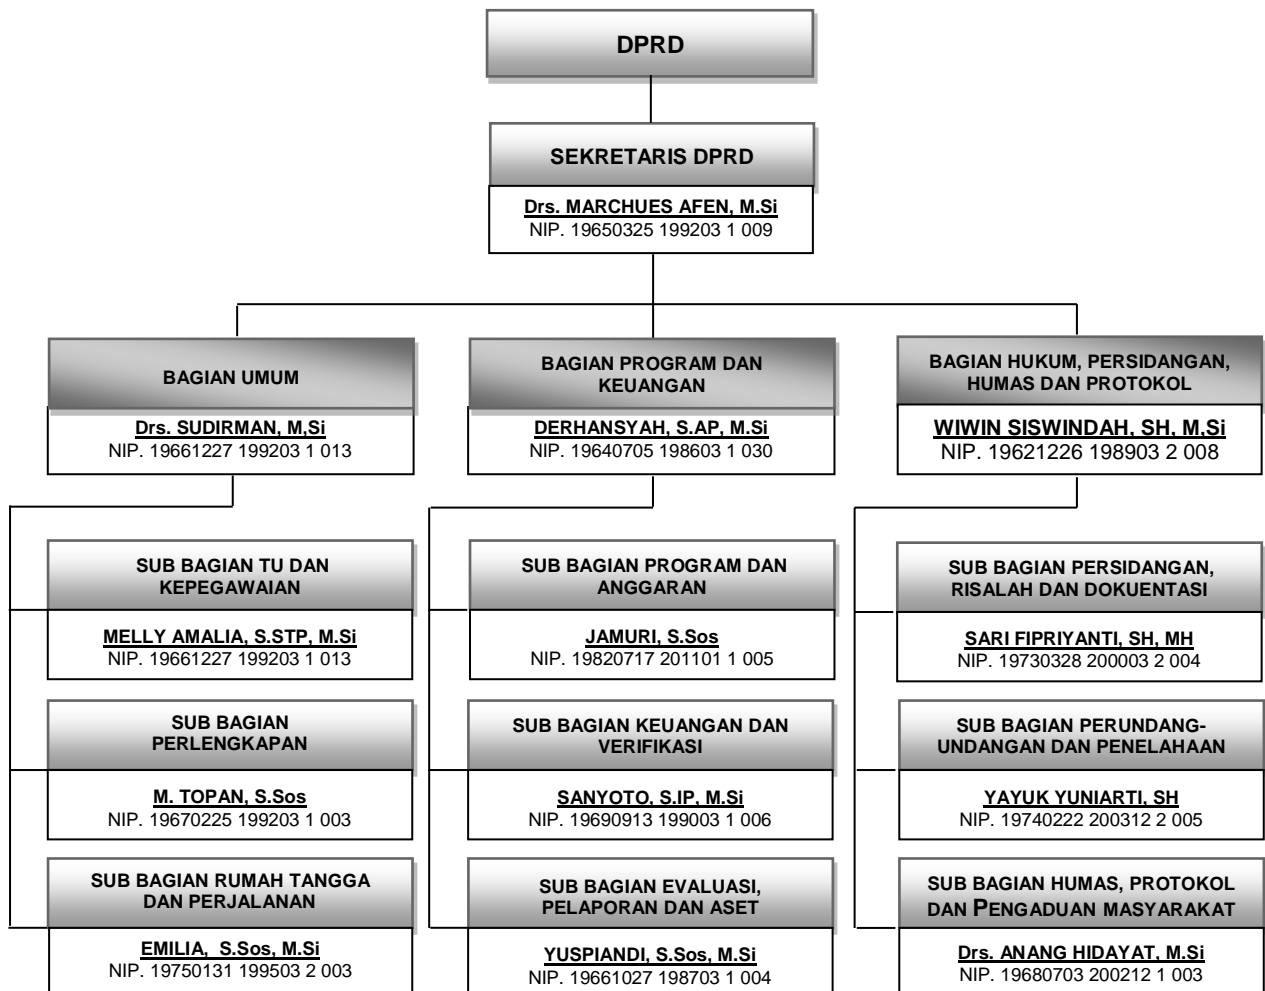 DPRD
SEKRETARIS DPRD
Drs. MARCHUES AFEN, M.Si
NIP. 19650325 199203 1 009
BAGIAN UMUM
Drs. SUDIRMAN, M,Si
NIP. 19661227 199203 1 013
BAGIAN PROGRAM DAN
KEUANGAN
DERHANSYAH, S.AP, M.Si
NIP. 19640705 198603 1 030
BAGIAN HUKUM, PERSIDANGAN,
HUMAS DAN PROTOKOL
WIWIN SISWINDAH, SH, M,Si
NIP. 19621226 198903 2 008
SUB BAGIAN TU DAN
KEPEGAWAIAN
MELLY AMALIA, S.STP, M.Si
NIP. 19661227 199203 1 013
SUB BAGIAN
PERLENGKAPAN
M. TOPAN, S.Sos
NIP. 19670225 199203 1 003
SUB BAGIAN RUMAH TANGGA
DAN PERJALANAN
EMILIA, S.Sos, M.Si
NIP. 19750131 199503 2 003
SUB BAGIAN PROGRAM DAN
ANGGARAN
JAMURI, S.Sos
NIP. 19820717 201101 1 005
SUB BAGIAN KEUANGAN DAN
VERIFIKASI
SANYOTO, S.IP, M.Si
NIP. 19690913 199003 1 006
SUB BAGIAN EVALUASI,
PELAPORAN DAN ASET
YUSPIANDI, S.Sos, M.Si
NIP. 19661027 198703 1 004
SUB BAGIAN PERSIDANGAN,
RISALAH DAN DOKUENTASI
SARI FIPRIYANTI, SH, MH
NIP. 19730328 200003 2 004
SUB BAGIAN PERUNDANG-
UNDANGAN DAN PENELAHAAN
YAYUK YUNIARTI, SH
NIP. 19740222 200312 2 005
SUB BAGIAN HUMAS, PROTOKOL
DAN PENGADUAN MASYARAKAT
Drs. ANANG HIDAYAT, M.Si
NIP. 19680703 200212 1 003